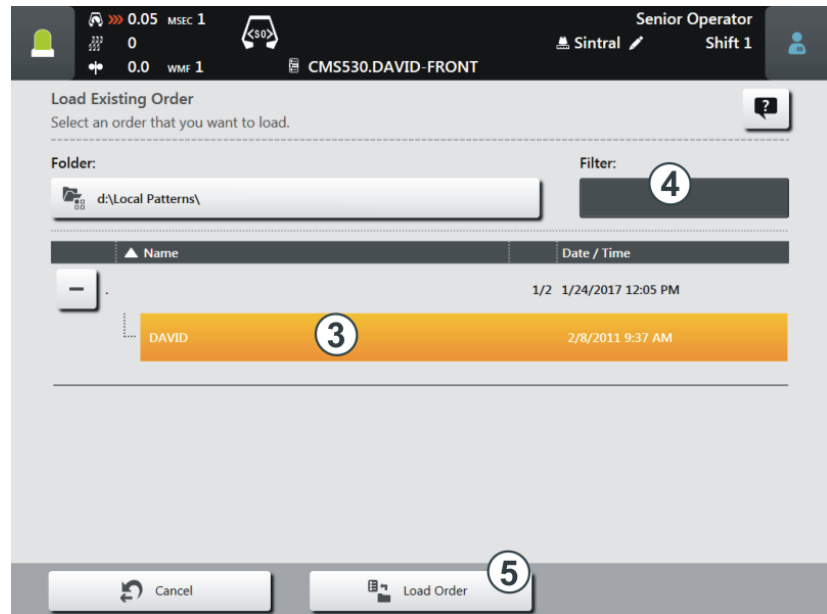 0.05 MSEC 1
<S0>
Senior Operator
0
Sintral Shift 1
0.0 WMF 1
CMS530.DAVID-FRONT
Load Existing Order
Select an order that you want to load.
?
Folder: Filter:
d:\Local Patterns\
4
Name Date / Time
. 1/2 1/24/2017 12:05 PM
DAVID 3 2/8/2011 9:37 AM
Cancel Load Order 5